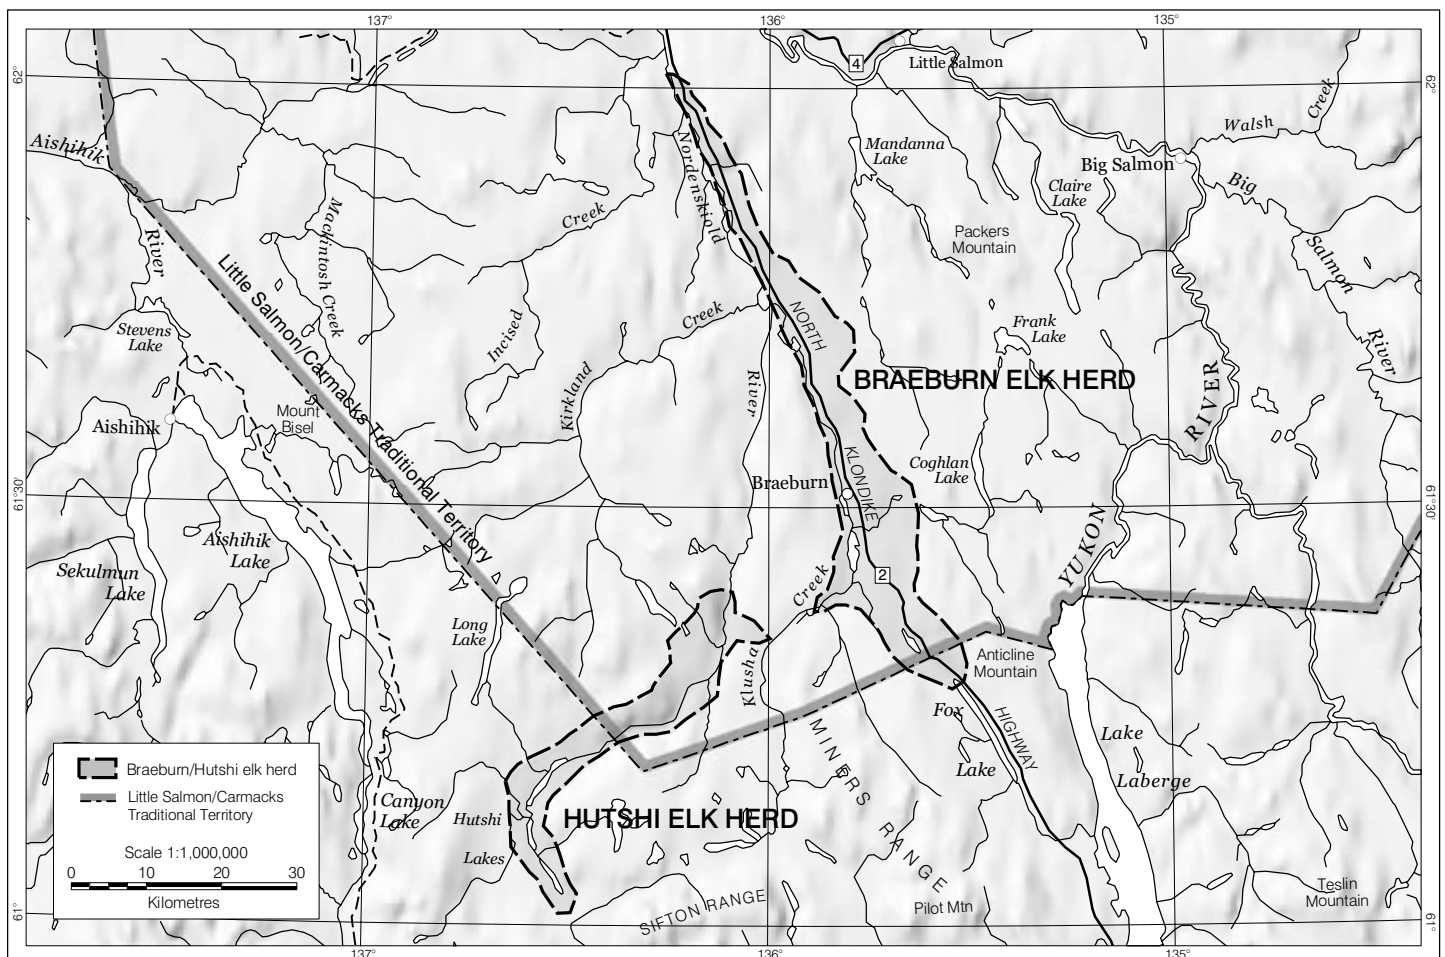 137°
136°
135°
62°
62°
4
Little Salmon
Aishihik
River
Mackintosh Creek
Creek
Incised
Nordenskiold
Mandanna
Lake
Claire
Lake
Packers
Mountain
Big Salmon
Walsh
Creek
Big
Salmon
River
Little Salmon/Carmacks Traditional Territory
Stevens
Lake
Aishihik
Mount
Bisel
Kirkland
Creek
River
NORTH
KLONDIKE
HIGHWAY
Frank
Lake
BRAEBURN ELK HERD
Braeburn
Coghlan
Lake
YUKON
RIVER
61°30'
61°30'
Sekulmun
Lake
Aishihik
Lake
Long
Lake
Klusha
Creek
2
Anticline
Mountain
Fox
Lake
Lake
Laberge
MINERS
RANGE
Canyon
Lake
Hutshi
Lakes
HUTSHI ELK HERD
SIFTON RANGE
Pilot Mtn
Teslin
Mountain
Braeburn/Hutshi elk herd
Little Salmon/Carmacks
Traditional Territory
Scale 1:1,000,000
0 10 20 30
Kilometres
61°
61°
137°
136°
135°